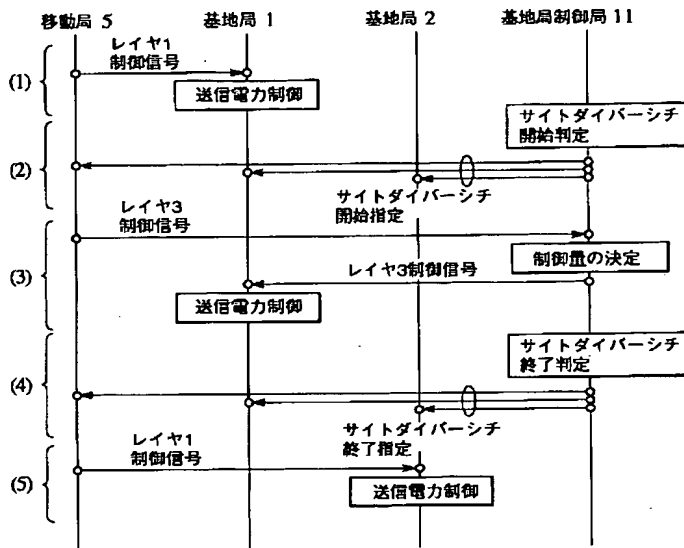 移動局 5
基地局 1
基地局 2
基地局制御局 11
レイヤ1
制御信号
(1)
送信電力制御
サイトダイバーシチ
開始判定
(2)
サイトダイバーシチ
開始指定
レイヤ3
制御信号
制御量の決定
(3)
レイヤ3制御信号
送信電力制御
サイトダイバーシチ
終了判定
(4)
サイトダイバーシチ
終了指定
レイヤ1
制御信号
(5)
送信電力制御